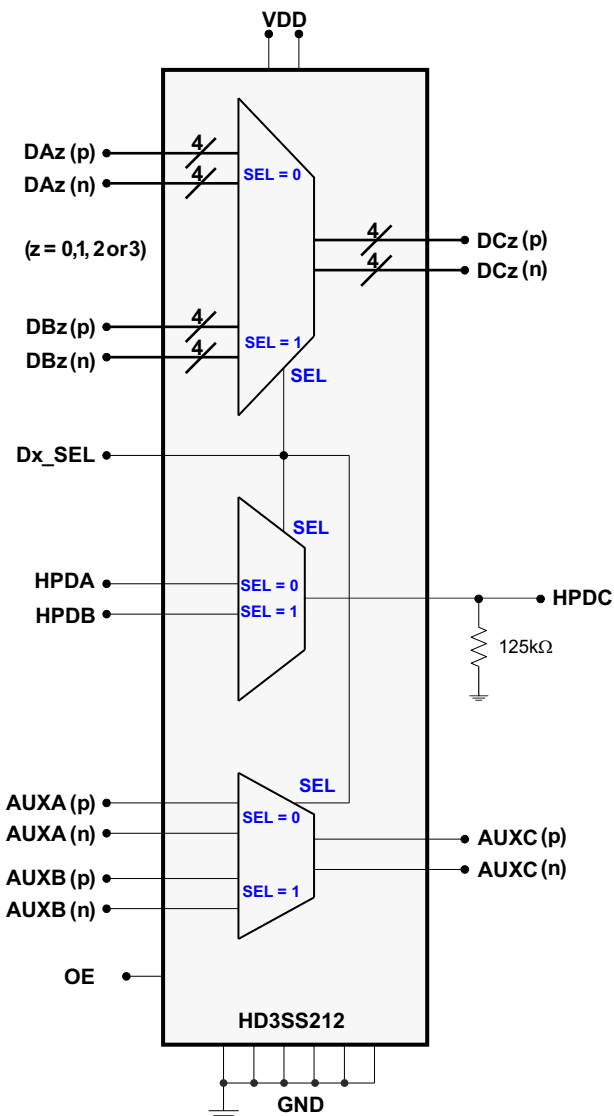 VDD
DAz (p)
4
DAz (n)
4
SEL = 0
(z = 0,1, 2 or 3)
4
DCz (p)
4
DCz (n)
DBz (p)
4
DBz (n)
4
SEL = 1
SEL
Dx_SEL
SEL
HPDA
SEL = 0
HPDB
SEL = 1
HPDC
125kΩ
SEL
AUXA (p)
AUXA (n)
SEL = 0
AUXC (p)
AUXC (n)
AUXB (p)
AUXB (n)
SEL = 1
OE
HD3SS212
GND